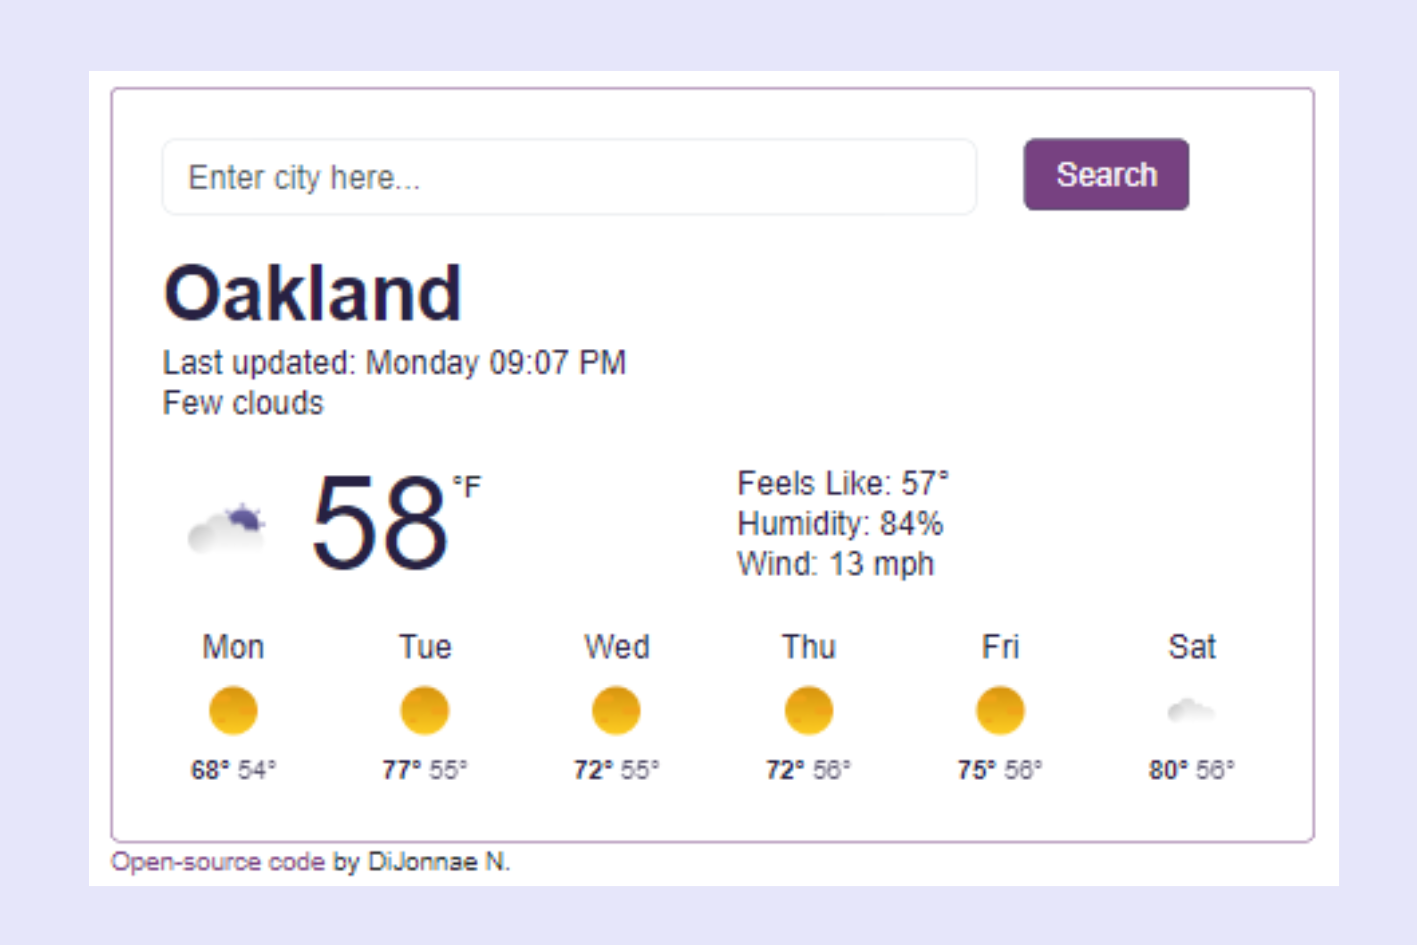 Enter city here...
Search
Oakland
Last updated: Monday 09:07 PM
Few clouds
58 °F
Feels Like: 57°
Humidity: 84%
Wind: 13 mph
Mon Tue Wed Thu Fri Sat
68° 54° 77° 55° 72° 55° 72° 56° 75° 56° 80° 56°
Open-source code by DiJonnae N.